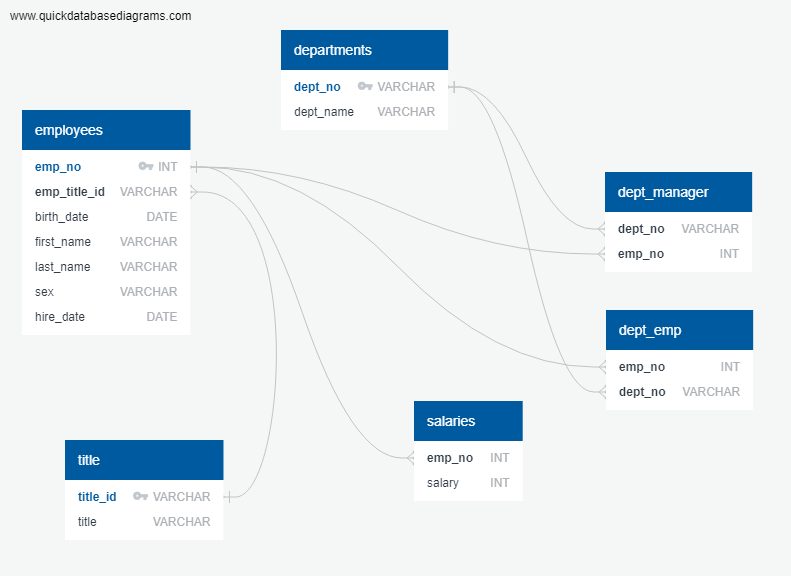 www.quickdatabasediagrams.com
departments
dept_no VARCHAR
dept_name VARCHAR
employees
emp_no INT
emp_title_id VARCHAR
birth_date DATE
first_name VARCHAR
last_name VARCHAR
sex VARCHAR
hire_date DATE
dept_manager
dept_no VARCHAR
emp_no INT
dept_emp
emp_no INT
dept_no VARCHAR
salaries
emp_no INT
salary INT
title
title_id VARCHAR
title VARCHAR